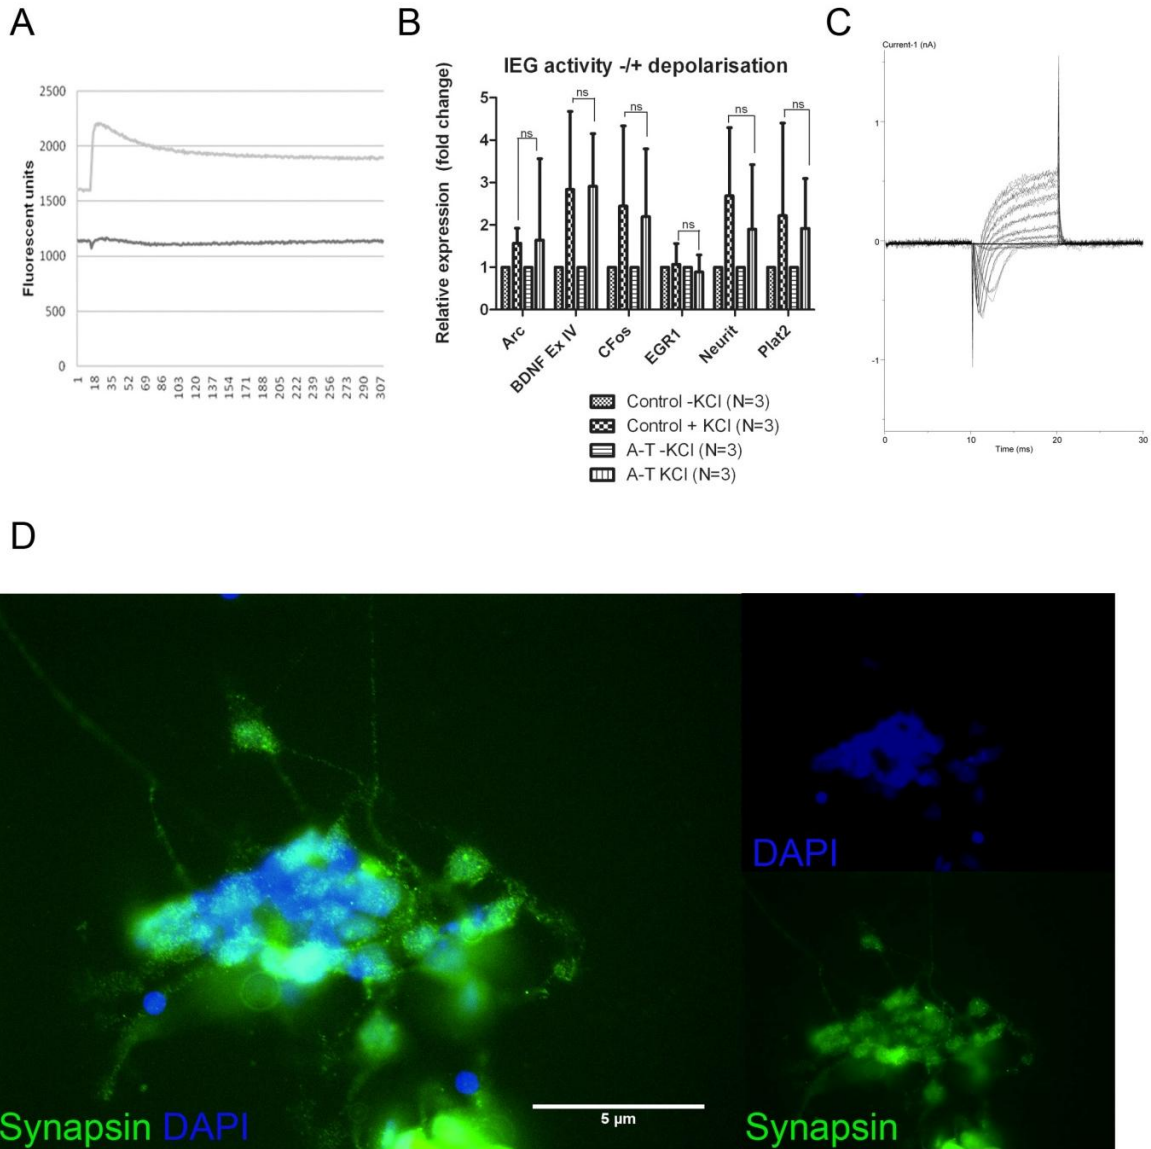 A
B
C
2500
2000
1500
1000
500
0
Fluorescent units
1 18 35 52 69 86 103 120 137 154 171 188 205 222 239 256 273 290 307
IEG activity -/+ depolarisation
Relative expression (fold change)
5
4
3
2
1
0
ns ns ns ns ns ns
Arc BDNF Ex IV CFos EGR1 Neurit Plat2
Control -KCl (N=3)
Control + KCl (N=3)
A-T -KCl (N=3)
A-T KCl (N=3)
Current-1 (nA)
1
0
-1
0 10 20 30
Time (ms)
D
DAPI
Synapsin DAPI
5 µm
Synapsin